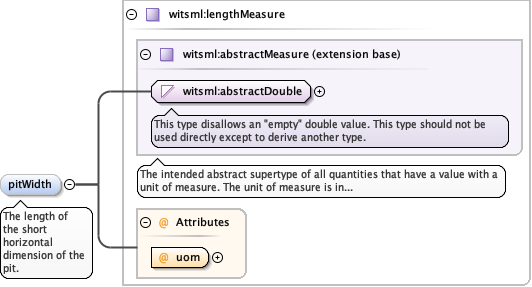 witsml:lengthMeasure
witsml:abstractMeasure (extension base)
witsml:abstractDouble
This type disallows an "empty" double value. This type should not be
used directly except to derive another type.
The intended abstract supertype of all quantities that have a value with a
unit of measure. The unit of measure is in...
pitWidth
The length of
the short
horizontal
dimension of the
pit.
@ Attributes
@ uom